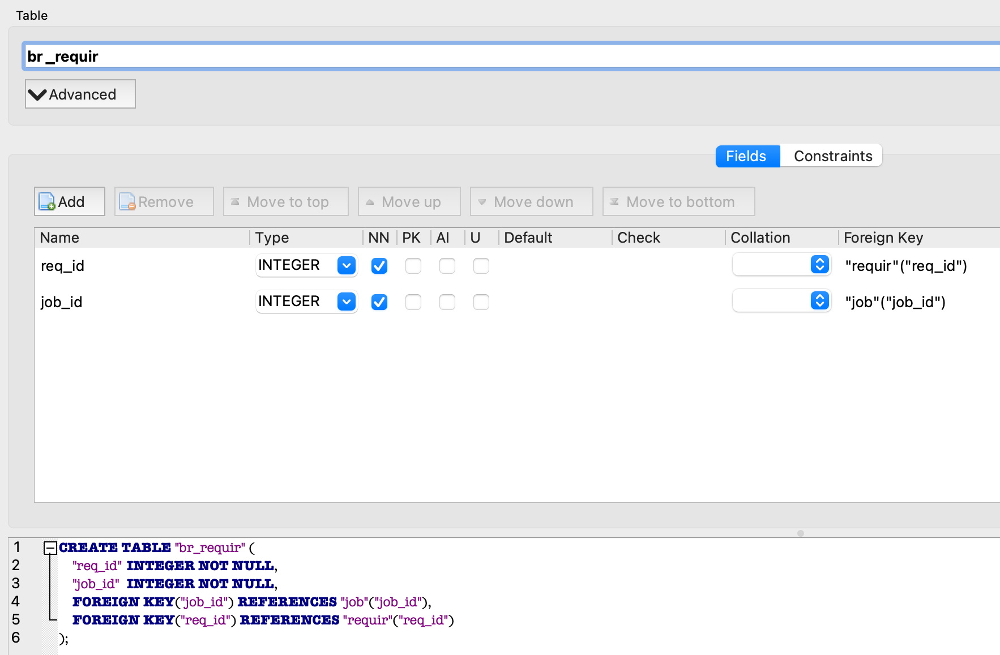 Table
br_requir
Advanced
Fields Constraints
Add Remove Move to top Move up Move down Move to bottom
Name Type NN PK AI U Default Check Collation Foreign Key
req_id INTEGER "requir"("req_id")
job_id INTEGER "job"("job_id")
1 CREATE TABLE "br_requir" (
2 "req_id" INTEGER NOT NULL,
3 "job_id" INTEGER NOT NULL,
4 FOREIGN KEY("job_id") REFERENCES "job"("job_id"),
5 FOREIGN KEY("req_id") REFERENCES "requir"("req_id")
6 );